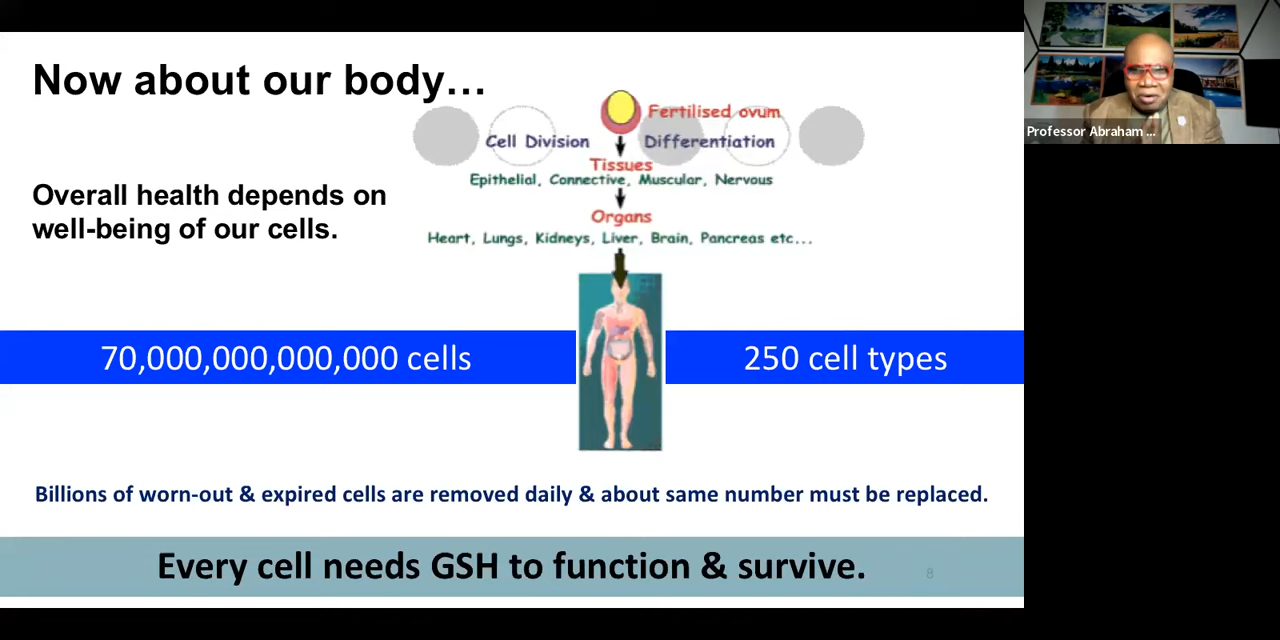 Now about our body...
Fertilised ovum
Cell Division Differentiation
Tissues
Epithelial, Connective, Muscular, Nervous
Organs
Heart, Lungs, Kidneys, Liver, Brain, Pancreas etc...
Overall health depends on
well-being of our cells.
70,000,000,000,000 cells
250 cell types
Billions of worn-out & expired cells are removed daily & about same number must be replaced.
Every cell needs GSH to function & survive.
8
Professor Abraham ...